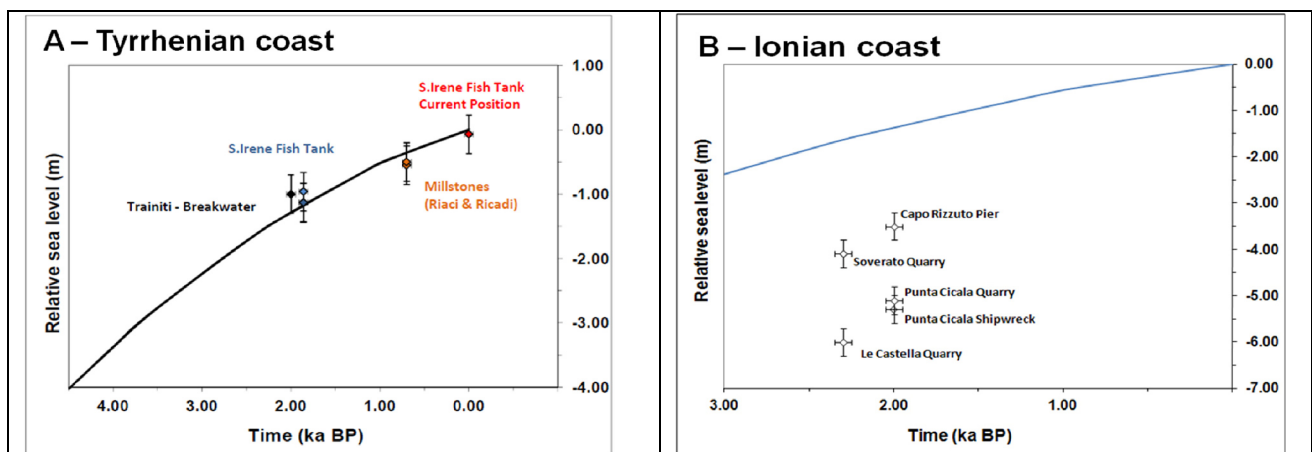 A – Tyrrhenian coast
1.00
0.00
-1.00
-2.00
-3.00
-4.00
Relative sea level (m)
S.Irene Fish Tank
Current Position
S.Irene Fish Tank
Trainiti - Breakwater
Millstones
(Riaci & Ricadi)
4.00 3.00 2.00 1.00 0.00
Time (ka BP)
B – Ionian coast
0.00
-1.00
-2.00
-3.00
-4.00
-5.00
-6.00
-7.00
Relative sea level (m)
Capo Rizzuto Pier
Soverato Quarry
Punta Cicala Quarry
Punta Cicala Shipwreck
Le Castella Quarry
3.00 2.00 1.00
Time (ka BP)